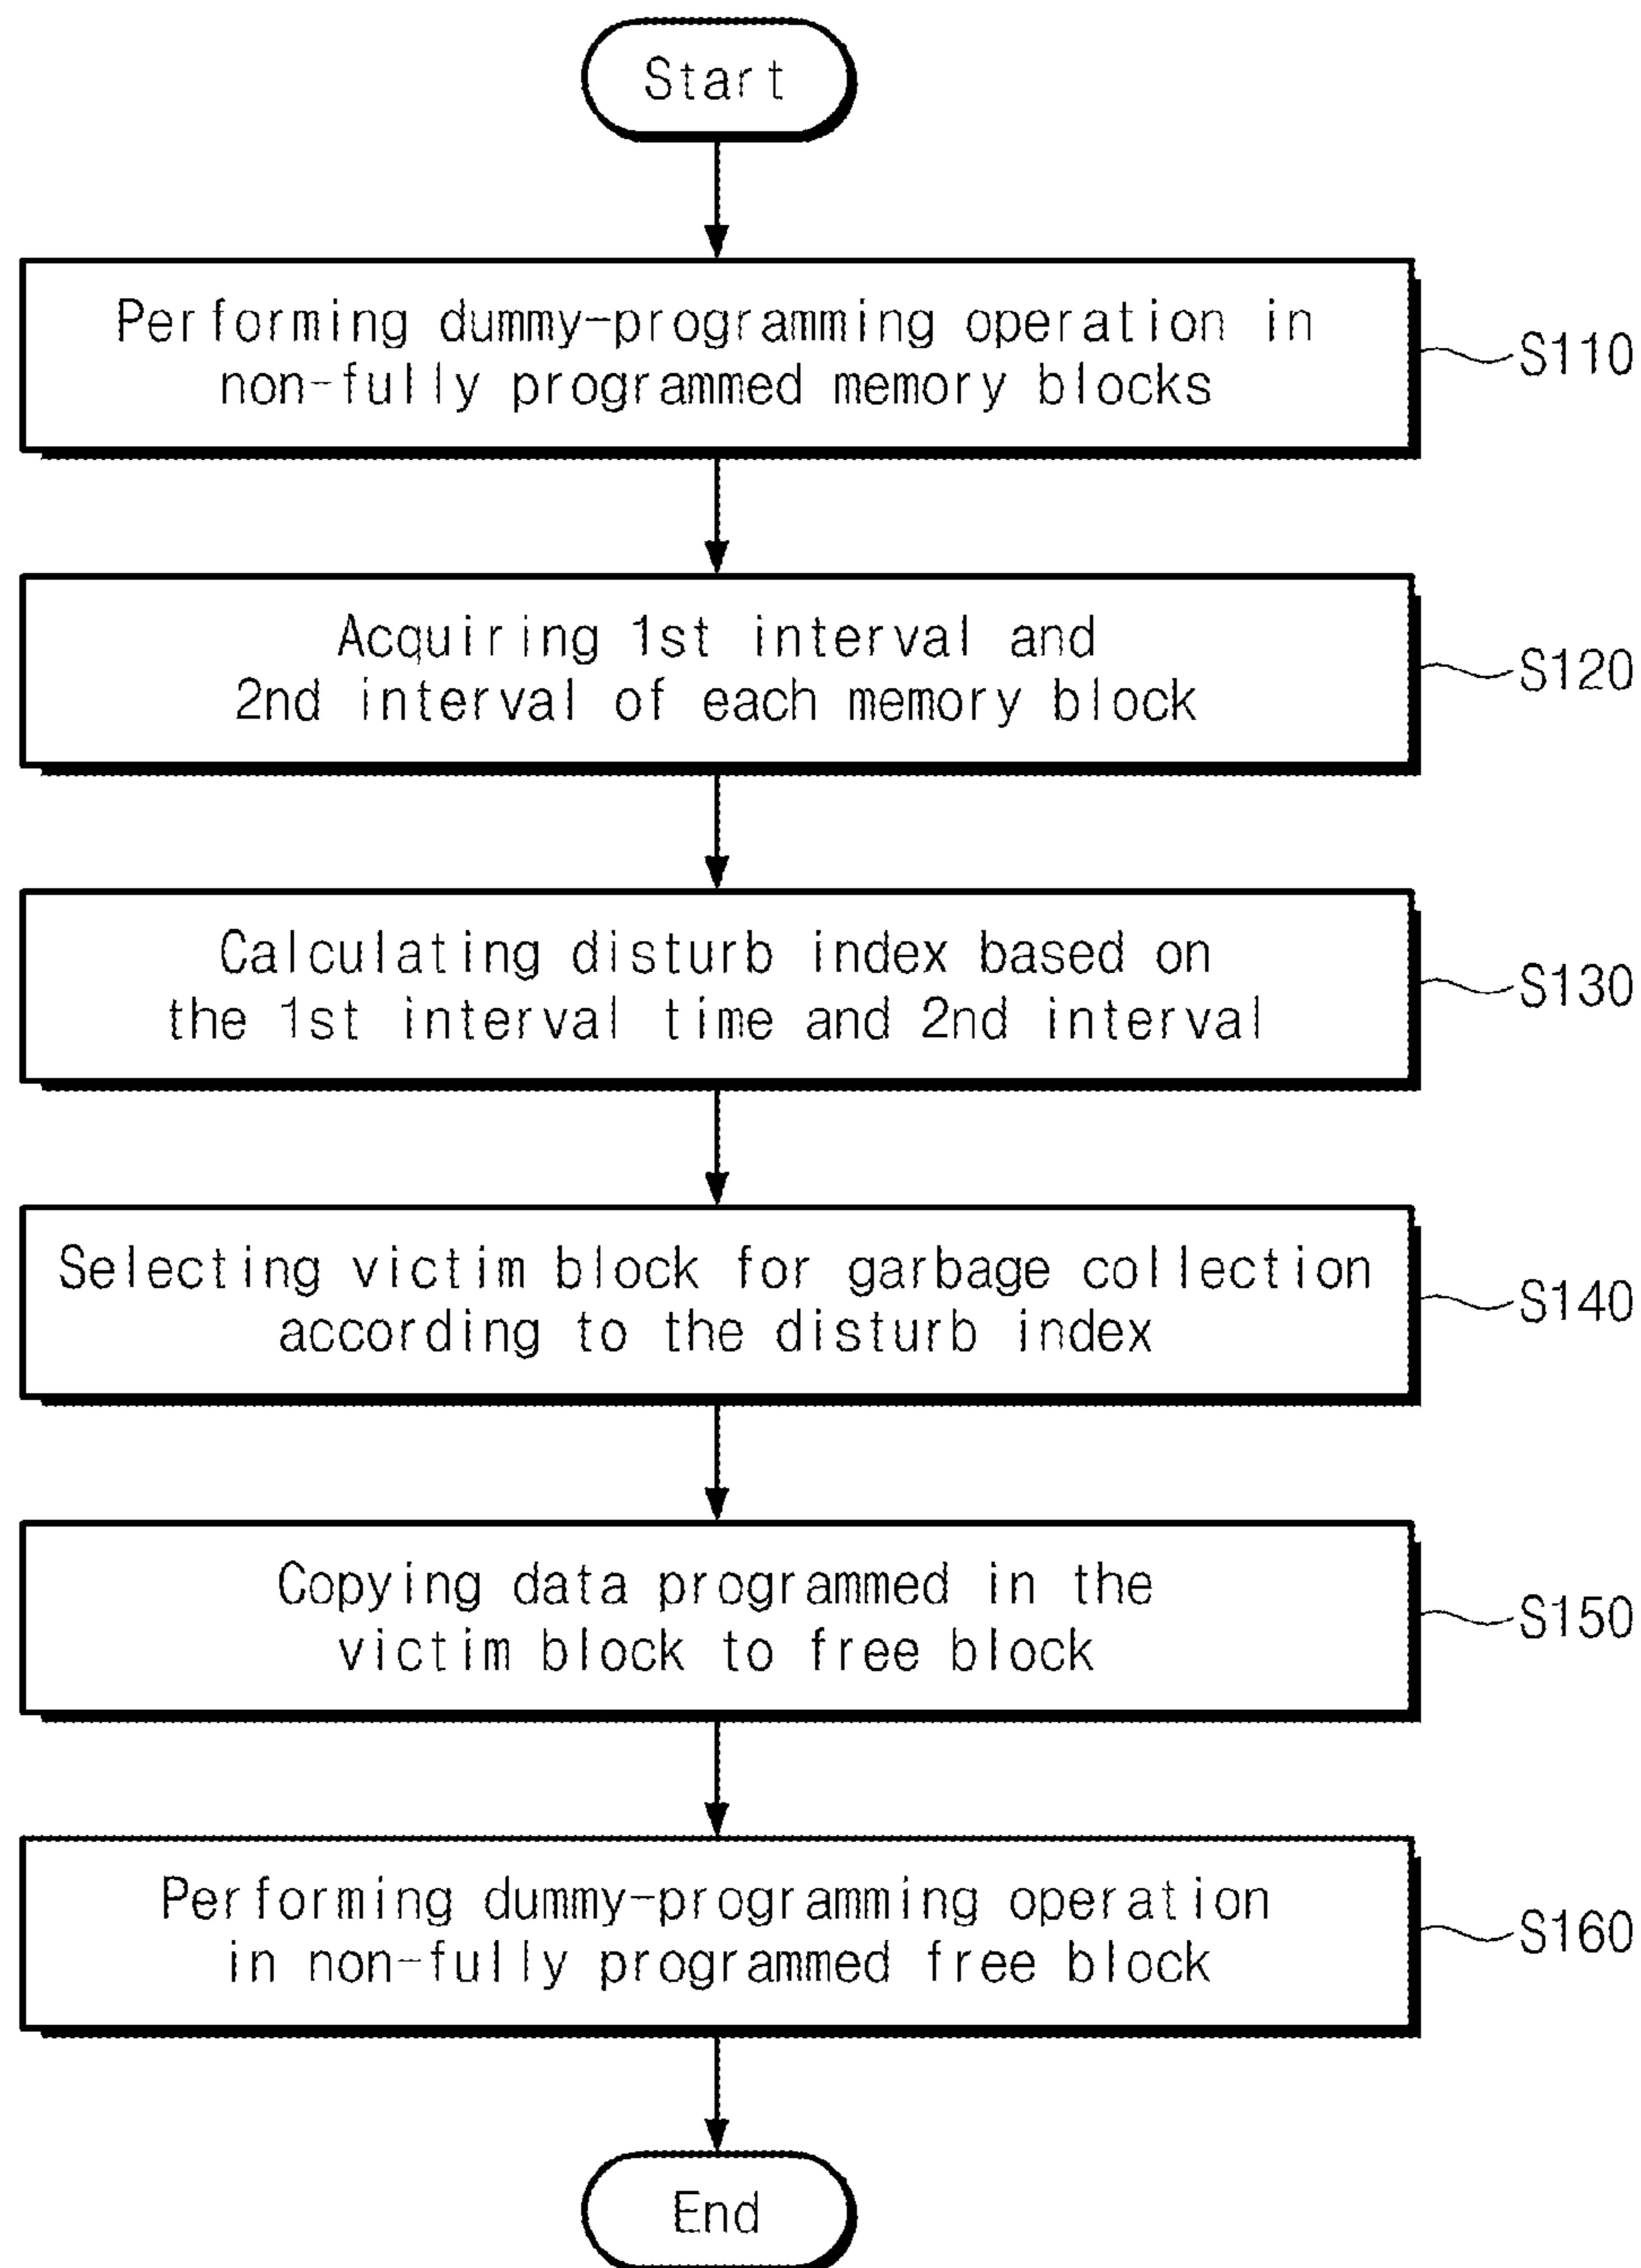 Start
Performing dummy-programming operation in
non-fully programmed memory blocks
S110
Acquiring 1st interval and
2nd interval of each memory block
S120
Calculating disturb index based on
the 1st interval time and 2nd interval
S130
Selecting victim block for garbage collection
according to the disturb index
S140
Copying data programmed in the
victim block to free block
S150
Performing dummy-programming operation
in non-fully programmed free block
S160
End